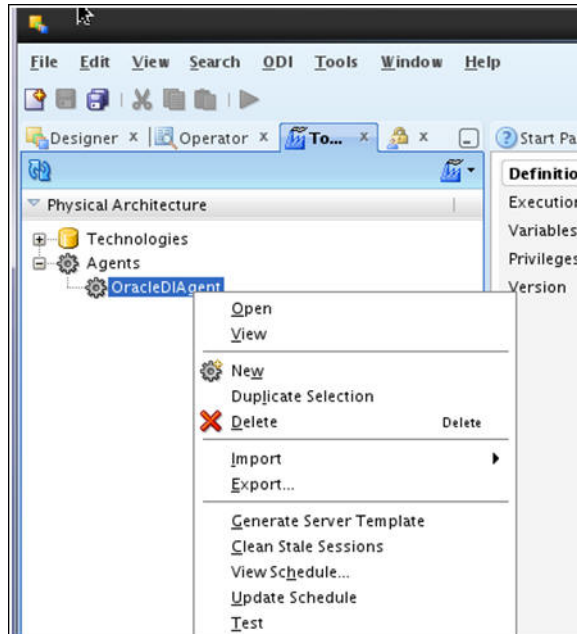 File Edit View Search ODI Tools Window Help
Designer x Operator x To... x x Start Pa
Physical Architecture
Technologies
Agents
OracleDIAgent
Definitio
Execution
Variables
Privileges
Version
Open
View
New
Duplicate Selection
Delete Delete
Import
Export...
Generate Server Template
Clean Stale Sessions
View Schedule...
Update Schedule
Test